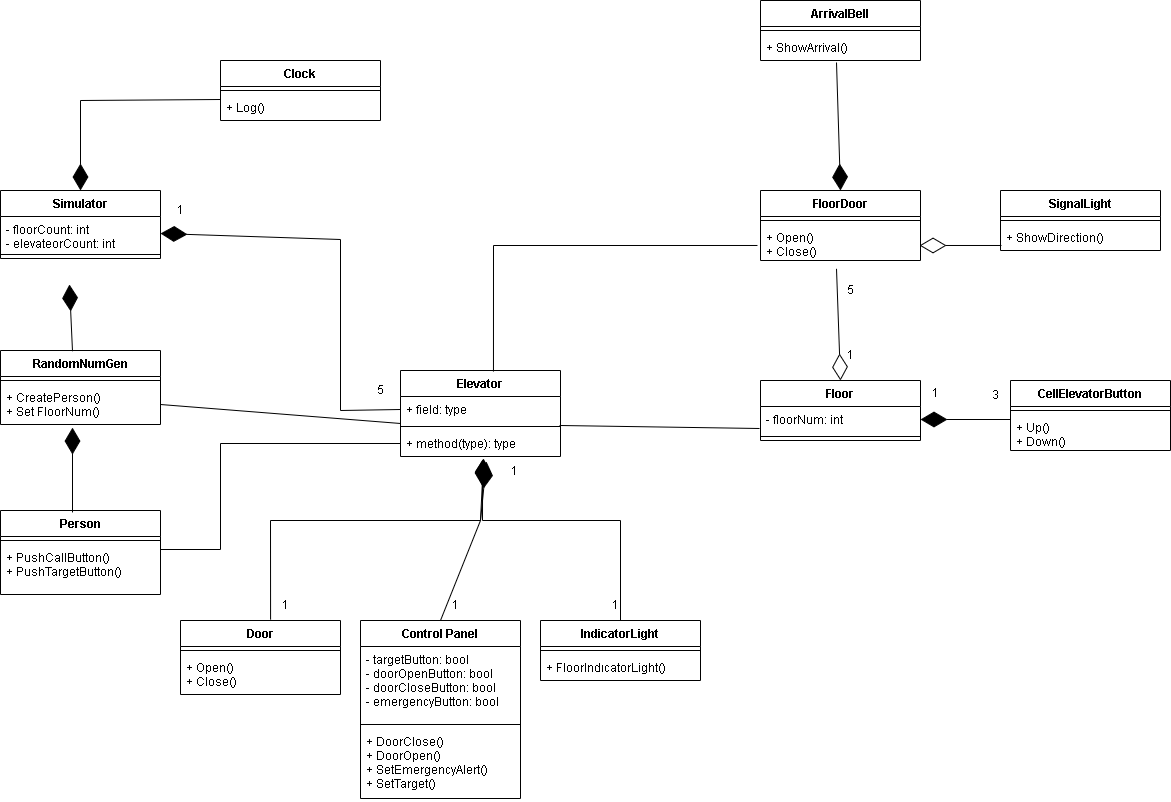 ArrivalBell
+ ShowArrival()
Clock
+ Log()
Simulator
- floorCount: int
- elevateorCount: int
1
FloorDoor
+ Open()
+ Close()
SignalLight
+ ShowDirection()
5
1
RandomNumGen
+ CreatePerson()
+ Set FloorNum()
5
Elevator
+ field: type
+ method(type): type
1
Floor
- floorNum: int
1
3
CellElevatorButton
+ Up()
+ Down()
Person
+ PushCallButton()
+ PushTargetButton()
1
Door
+ Open()
+ Close()
1
Control Panel
- targetButton: bool
- doorOpenButton: bool
- doorCloseButton: bool
- emergencyButton: bool
+ DoorClose()
+ DoorOpen()
+ SetEmergencyAlert()
+ SetTarget()
1
IndicatorLight
+ FloorIndicatorLight()